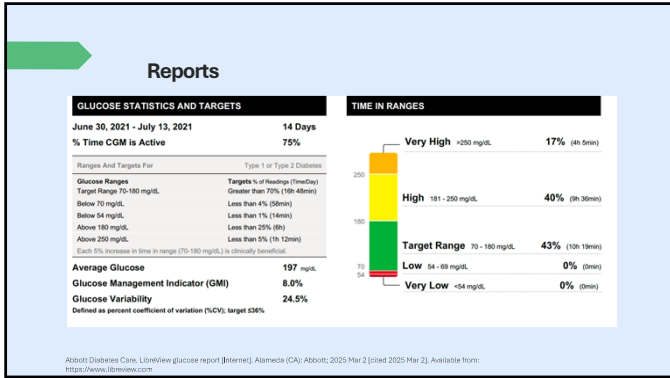 Reports
GLUCOSE STATISTICS AND TARGETS
June 30, 2021 - July 13, 2021 14 Days
% Time CGM is Active 75%
Ranges And Targets For Type 1 or Type 2 Diabetes
Glucose Ranges Targets % of Readings (Time/Day)
Target Range 70-180 mg/dL Greater than 70% (16h 48min)
Below 70 mg/dL Less than 4% (58min)
Below 54 mg/dL Less than 1% (14min)
Above 180 mg/dL Less than 25% (6h)
Above 250 mg/dL Less than 5% (1h 12min)
Each 5% increase in time in range (70-180 mg/dL) is clinically beneficial.
Average Glucose 197 mg/dL
Glucose Management Indicator (GMI) 8.0%
Glucose Variability 24.5%
Defined as percent coefficient of variation (%CV); target ≤36%
TIME IN RANGES
Very High >250 mg/dL 17% (4h 5min)
250
High 181 - 250 mg/dL 40% (9h 36min)
180
Target Range 70 - 180 mg/dL 43% (10h 19min)
70 Low 54 - 69 mg/dL 0% (0min)
54
Very Low <54 mg/dL 0% (0min)
Abbott Diabetes Care. LibreView glucose report [Internet]. Alameda (CA): Abbott; 2025 Mar 2 [cited 2025 Mar 2]. Available from:
https://www.libreview.com